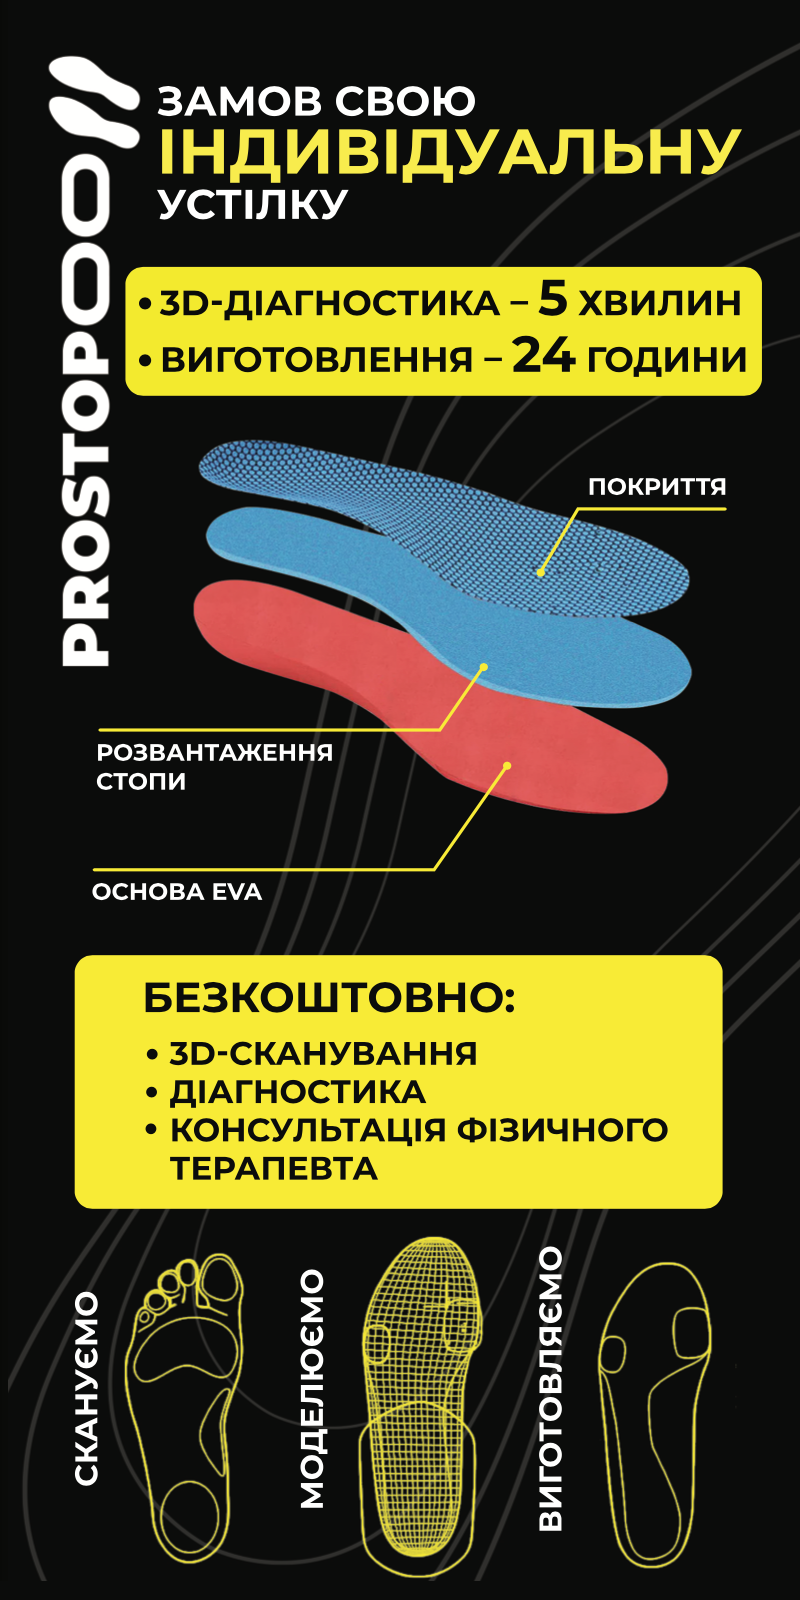 PROSTOPOO
ЗАМОВ СВОЮ
ІНДИВІДУАЛЬНУ
УСТІЛКУ
• 3D-ДІАГНОСТИКА – 5 ХВИЛИН
• ВИГОТОВЛЕННЯ – 24 ГОДИНИ
ПОКРИТТЯ
РОЗВАНТАЖЕННЯ
СТОПИ
ОСНОВА EVA
БЕЗКОШТОВНО:
• 3D-СКАНУВАННЯ
• ДІАГНОСТИКА
• КОНСУЛЬТАЦІЯ ФІЗИЧНОГО
ТЕРАПЕВТА
СКАНУЄМО
МОДЕЛЮЄМО
ВИГОТОВЛЯЄМО